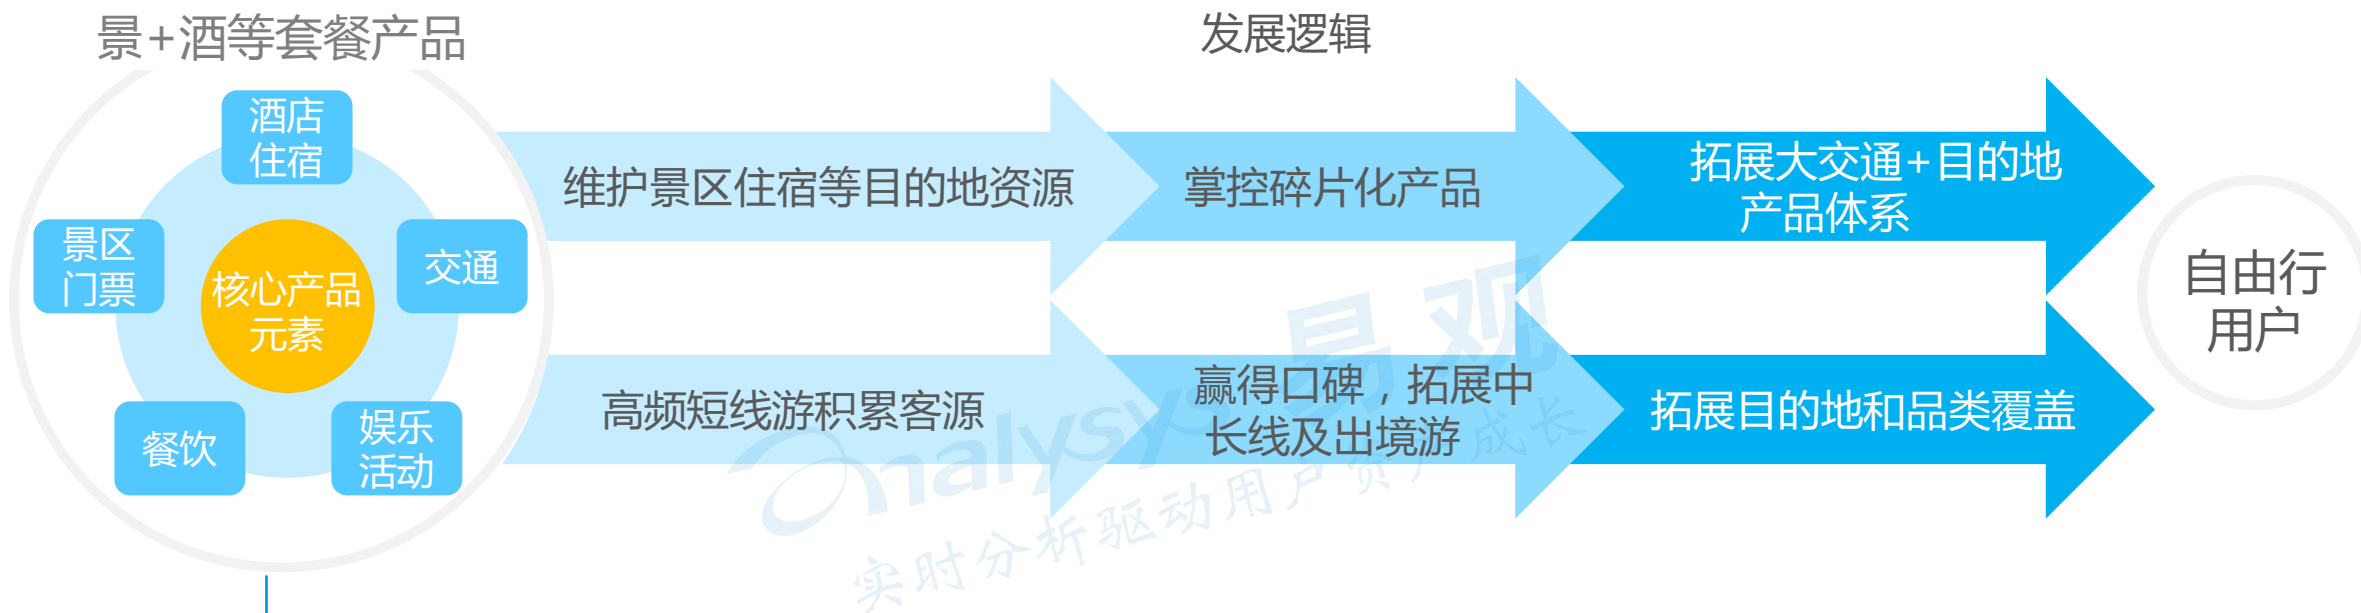 景+酒等套餐产品
发展逻辑
酒店
住宿
景区
门票
交通
核心产品
元素
餐饮
娱乐
活动
维护景区住宿等目的地资源
掌控碎片化产品
拓展大交通+目的地
产品体系
高频短线游积累客源
赢得口碑，拓展中
长线及出境游
拓展目的地和品类覆盖
自由行
用户
analysys 易观
实时分析驱动用户资产成长